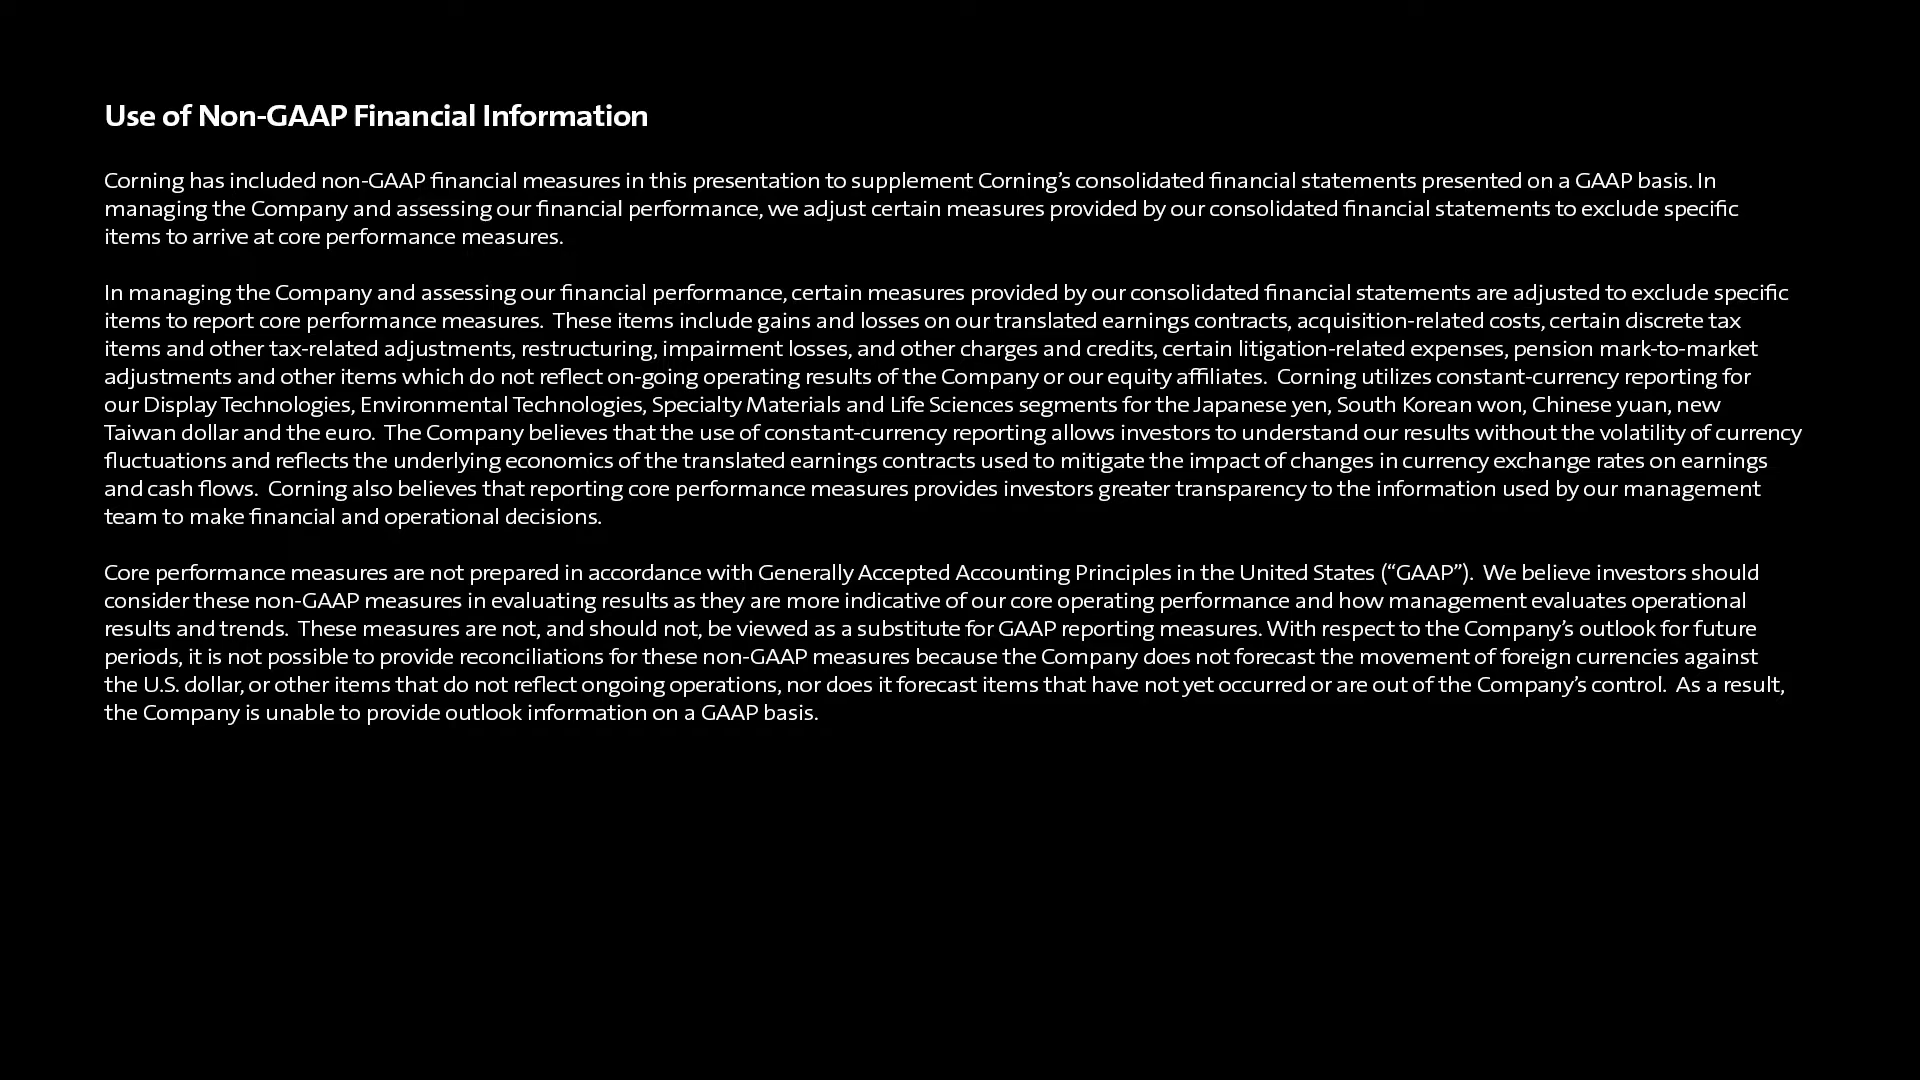 Use of Non-GAAP Financial Information
Corning has included non-GAAP financial measures in this presentation to supplement Corning’s consolidated financial statements presented on a GAAP basis. In
managing the Company and assessing our financial performance, we adjust certain measures provided by our consolidated financial statements to exclude specific
items to arrive at core performance measures.
In managing the Company and assessing our financial performance, certain measures provided by our consolidated financial statements are adjusted to exclude specific
items to report core performance measures.  These items include gains and losses on our translated earnings contracts, acquisition-related costs, certain discrete tax
items and other tax-related adjustments, restructuring, impairment losses, and other charges and credits, certain litigation-related expenses, pension mark-to-market
adjustments and other items which do not reflect on-going operating results of the Company or our equity affiliates.  Corning utilizes constant-currency reporting for
our Display Technologies, Environmental Technologies, Specialty Materials and Life Sciences segments for the Japanese yen, South Korean won, Chinese yuan, new
Taiwan dollar and the euro.  The Company believes that the use of constant-currency reporting allows investors to understand our results without the volatility of currency
fluctuations and reflects the underlying economics of the translated earnings contracts used to mitigate the impact of changes in currency exchange rates on earnings
and cash flows.  Corning also believes that reporting core performance measures provides investors greater transparency to the information used by our management
team to make financial and operational decisions.
Core performance measures are not prepared in accordance with Generally Accepted Accounting Principles in the United States (“GAAP”).  We believe investors should
consider these non-GAAP measures in evaluating results as they are more indicative of our core operating performance and how management evaluates operational
results and trends.  These measures are not, and should not, be viewed as a substitute for GAAP reporting measures. With respect to the Company’s outlook for future
periods, it is not possible to provide reconciliations for these non-GAAP measures because the Company does not forecast the movement of foreign currencies against
the U.S. dollar, or other items that do not reflect ongoing operations, nor does it forecast items that have not yet occurred or are out of the Company’s control.  As a result,
the Company is unable to provide outlook information on a GAAP basis.